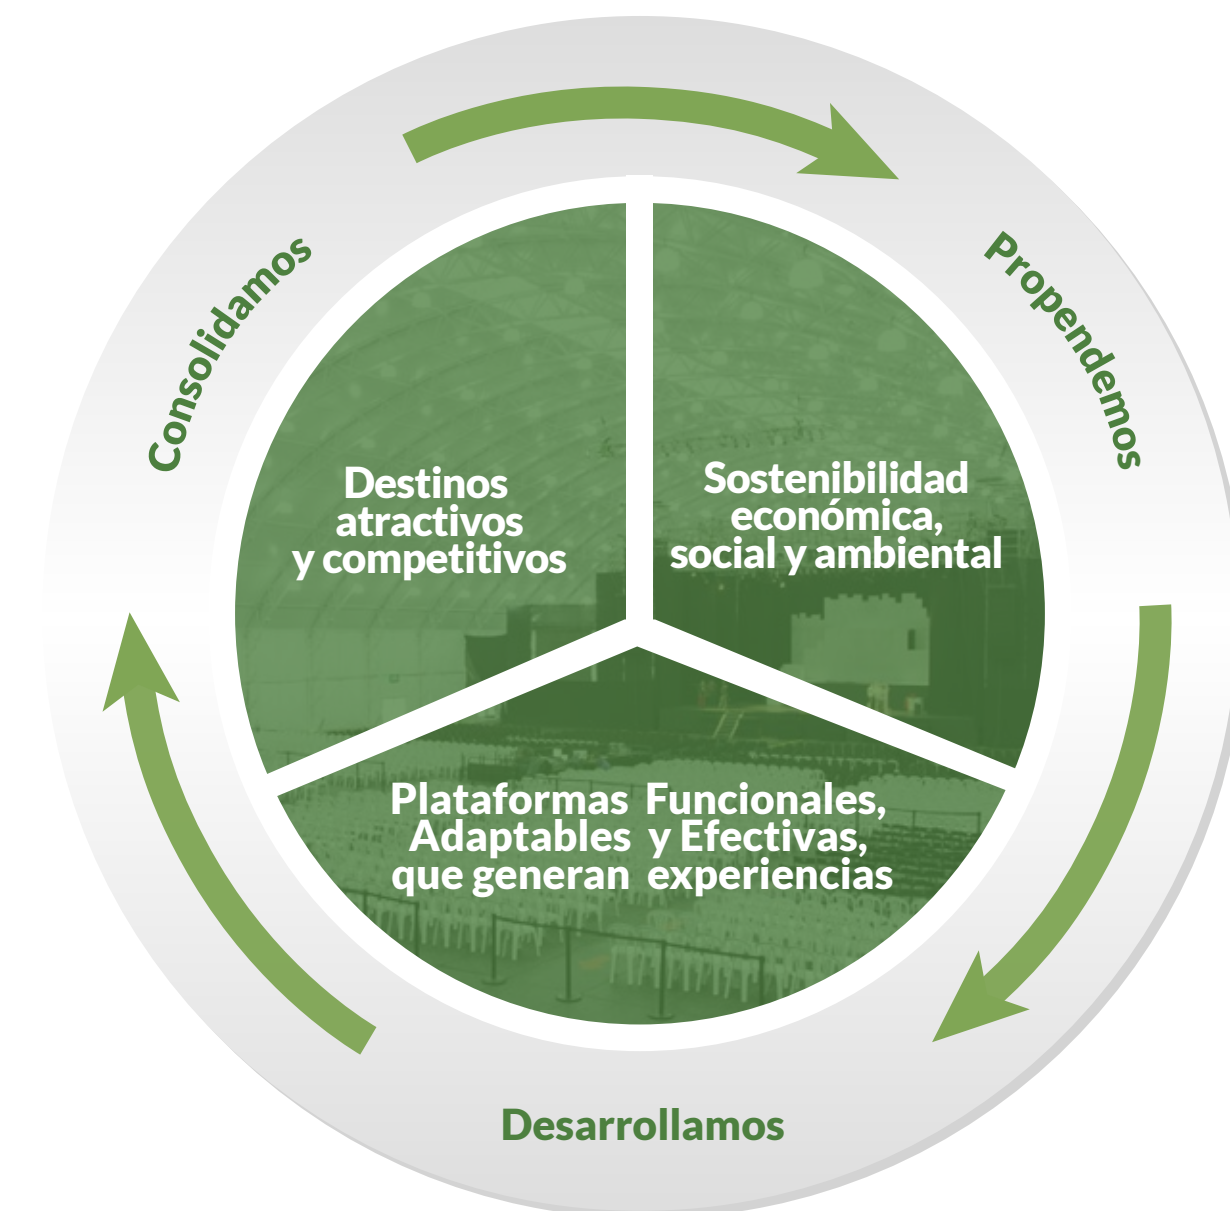 Consolidamos
Propendemos
Destinos
atractivos
y competitivos
Sostenibilidad
económica,
social y ambiental
Plataformas Funcionales,
Adaptables y Efectivas,
que generan experiencias
Desarrollamos